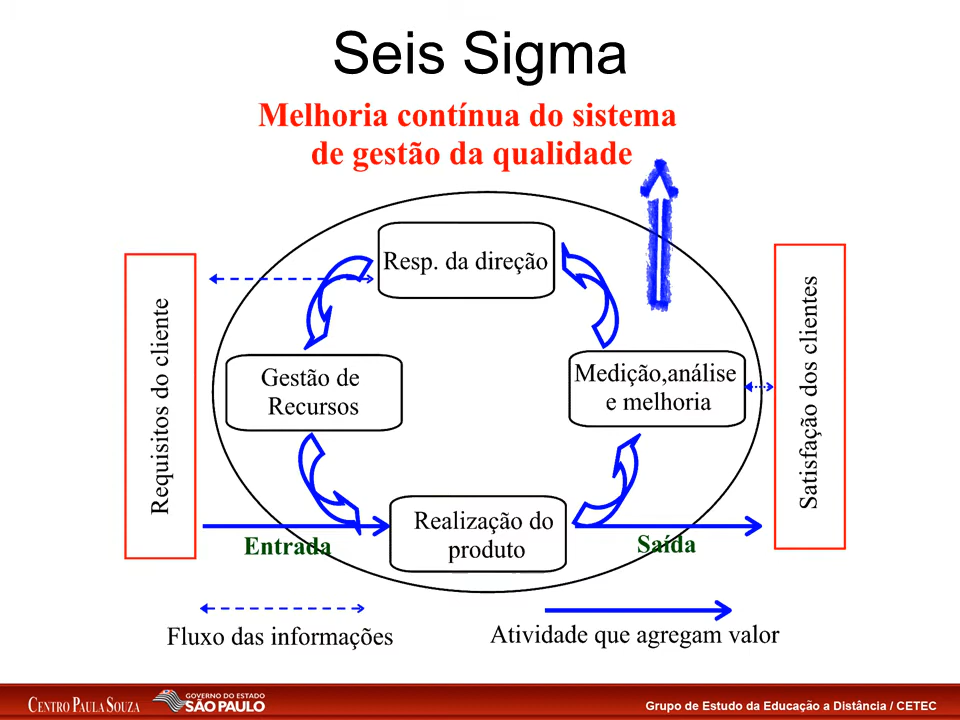 Seis Sigma
Melhoria contínua do sistema
de gestão da qualidade
Resp. da direção
Requisitos do cliente
Gestão de
Recursos
Medição,análise
e melhoria
Satisfação dos clientes
Realização do
produto
Entrada
Saída
Fluxo das informações
Atividade que agregam valor
CENTRO PAULA SOUZA
GOVERNO DO ESTADO
SÃO PAULO
Grupo de Estudo da Educação a Distância / CETEC